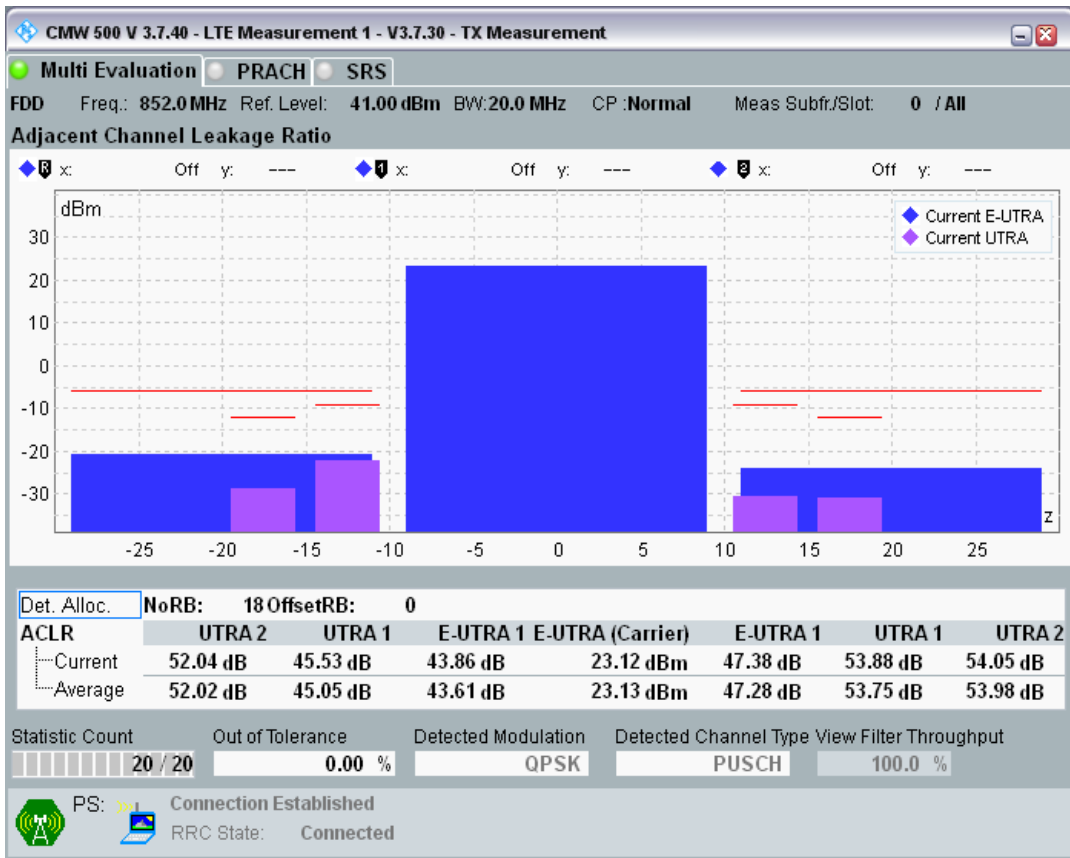 CMW 500 V 3.7.40 - LTE Measurement 1 - V3.7.30 - TX Measurement
Multi Evaluation PRACH SRS
FDD Freq.: 852.0 MHz Ref. Level: 41.00 dBm BW:20.0 MHz CP :Normal Meas Subfr./Slot: 0 / All
Adjacent Channel Leakage Ratio
R x: Off y: --- 1 x: Off y: --- 2 x: Off y: ---
dBm
Current E-UTRA
Current UTRA
30
20
10
0
-10
-20
-30
z
-25 -20 -15 -10 -5 0 5 10 15 20 25
Det. Alloc. NoRB: 18 OffsetRB: 0
ACLR UTRA 2 UTRA 1 E-UTRA 1 E-UTRA (Carrier) E-UTRA 1 UTRA 1 UTRA 2
Current 52.04 dB 45.53 dB 43.86 dB 23.12 dBm 47.38 dB 53.88 dB 54.05 dB
Average 52.02 dB 45.05 dB 43.61 dB 23.13 dBm 47.28 dB 53.75 dB 53.98 dB
Statistic Count Out of Tolerance Detected Modulation Detected Channel Type View Filter Throughput
20 / 20 0.00 % QPSK PUSCH 100.0 %
PS: Connection Established
RRC State: Connected